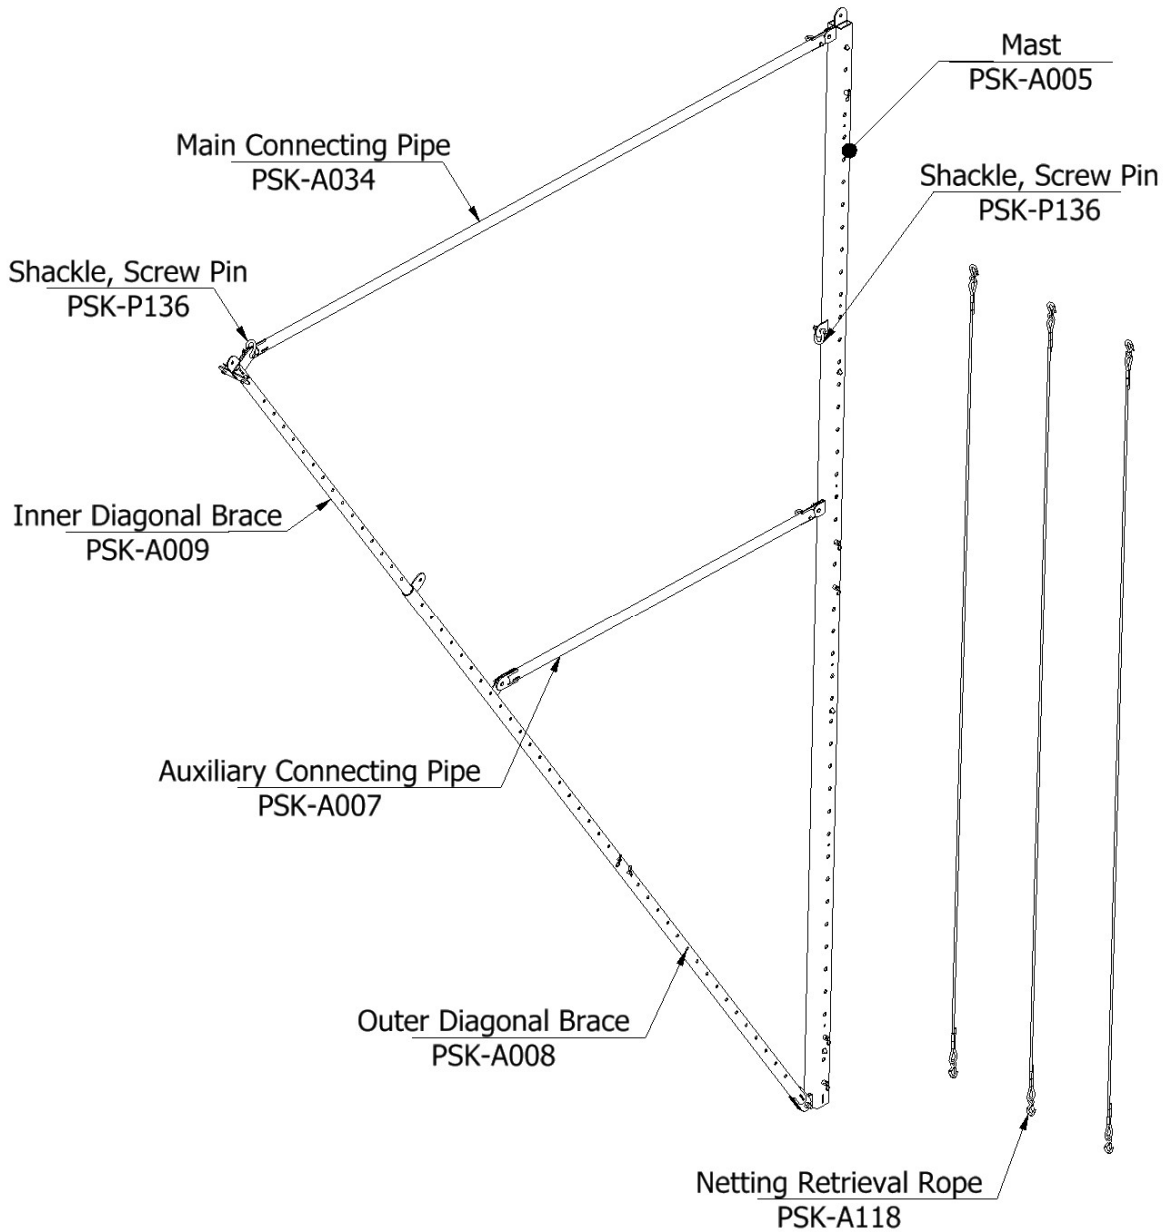 Mast
PSK-A005
Main Connecting Pipe
PSK-A034
Shackle, Screw Pin
PSK-P136
Shackle, Screw Pin
PSK-P136
Inner Diagonal Brace
PSK-A009
Auxiliary Connecting Pipe
PSK-A007
Outer Diagonal Brace
PSK-A008
Netting Retrieval Rope
PSK-A118